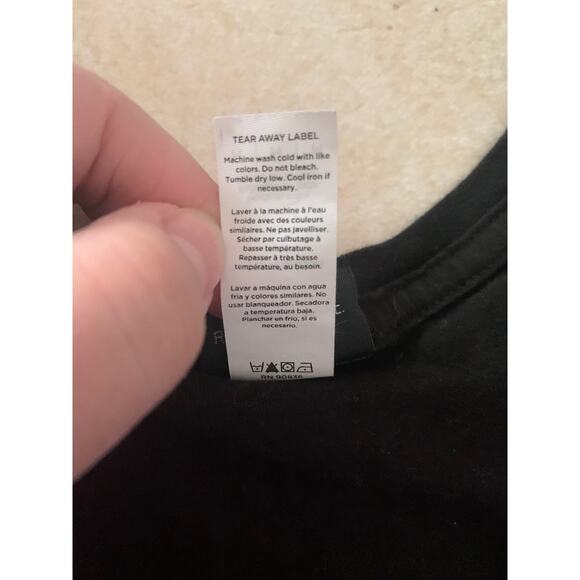 TEAR AWAY LABEL
Machine wash cold with like
colors. Do not bleach.
Tumble dry low. Cool iron if
necessary.
Laver à la machine à l'eau
froide avec des couleurs
similaires. Ne pas javelliser.
Sécher par culbutage à
basse température.
Repasser à très basse
température, au besoin.
Lavar a máquina con agua
fría y colores similares. No
usar blanqueador. Secadora
a temperatura baja.
Planchar en frio, si es
necesario.
RN 90836